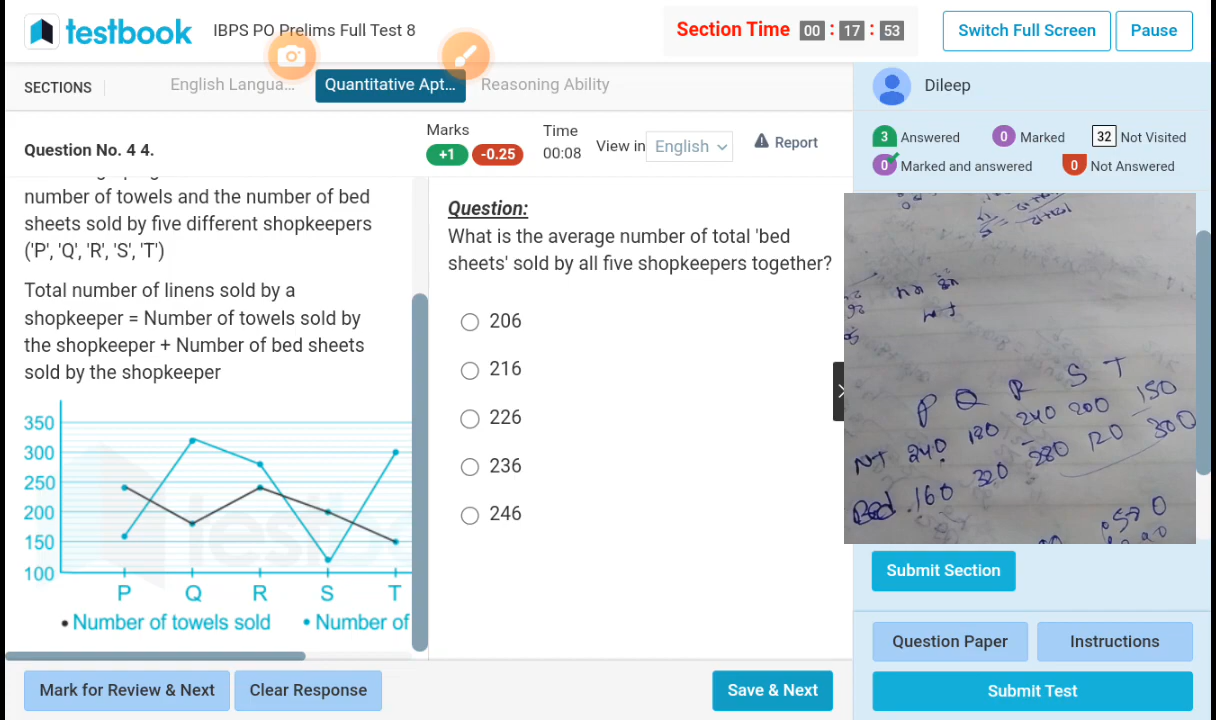 testbook
IBPS PO Prelims Full Test 8
Section Time 00 : 17 : 53
Switch Full Screen
Pause
SECTIONS
English Langua...
Quantitative Apt...
Reasoning Ability
Dileep
Question No. 4 4.
Marks
+1 -0.25
Time
00:08
View in English
Report
3 Answered
0 Marked
32 Not Visited
0 Marked and answered
0 Not Answered
number of towels and the number of bed
sheets sold by five different shopkeepers
('P', 'Q', 'R', 'S', 'T')
Total number of linens sold by a
shopkeeper = Number of towels sold by
the shopkeeper + Number of bed sheets
sold by the shopkeeper
350
300
250
200
150
100
P Q R S T
• Number of towels sold • Number of
Question:
What is the average number of total 'bed
sheets' sold by all five shopkeepers together?
206
216
226
236
246
P Q R S T
NT 240 180 240 200 150
Bed 160 320 280 120 300
Submit Section
Question Paper
Instructions
Mark for Review & Next
Clear Response
Save & Next
Submit Test